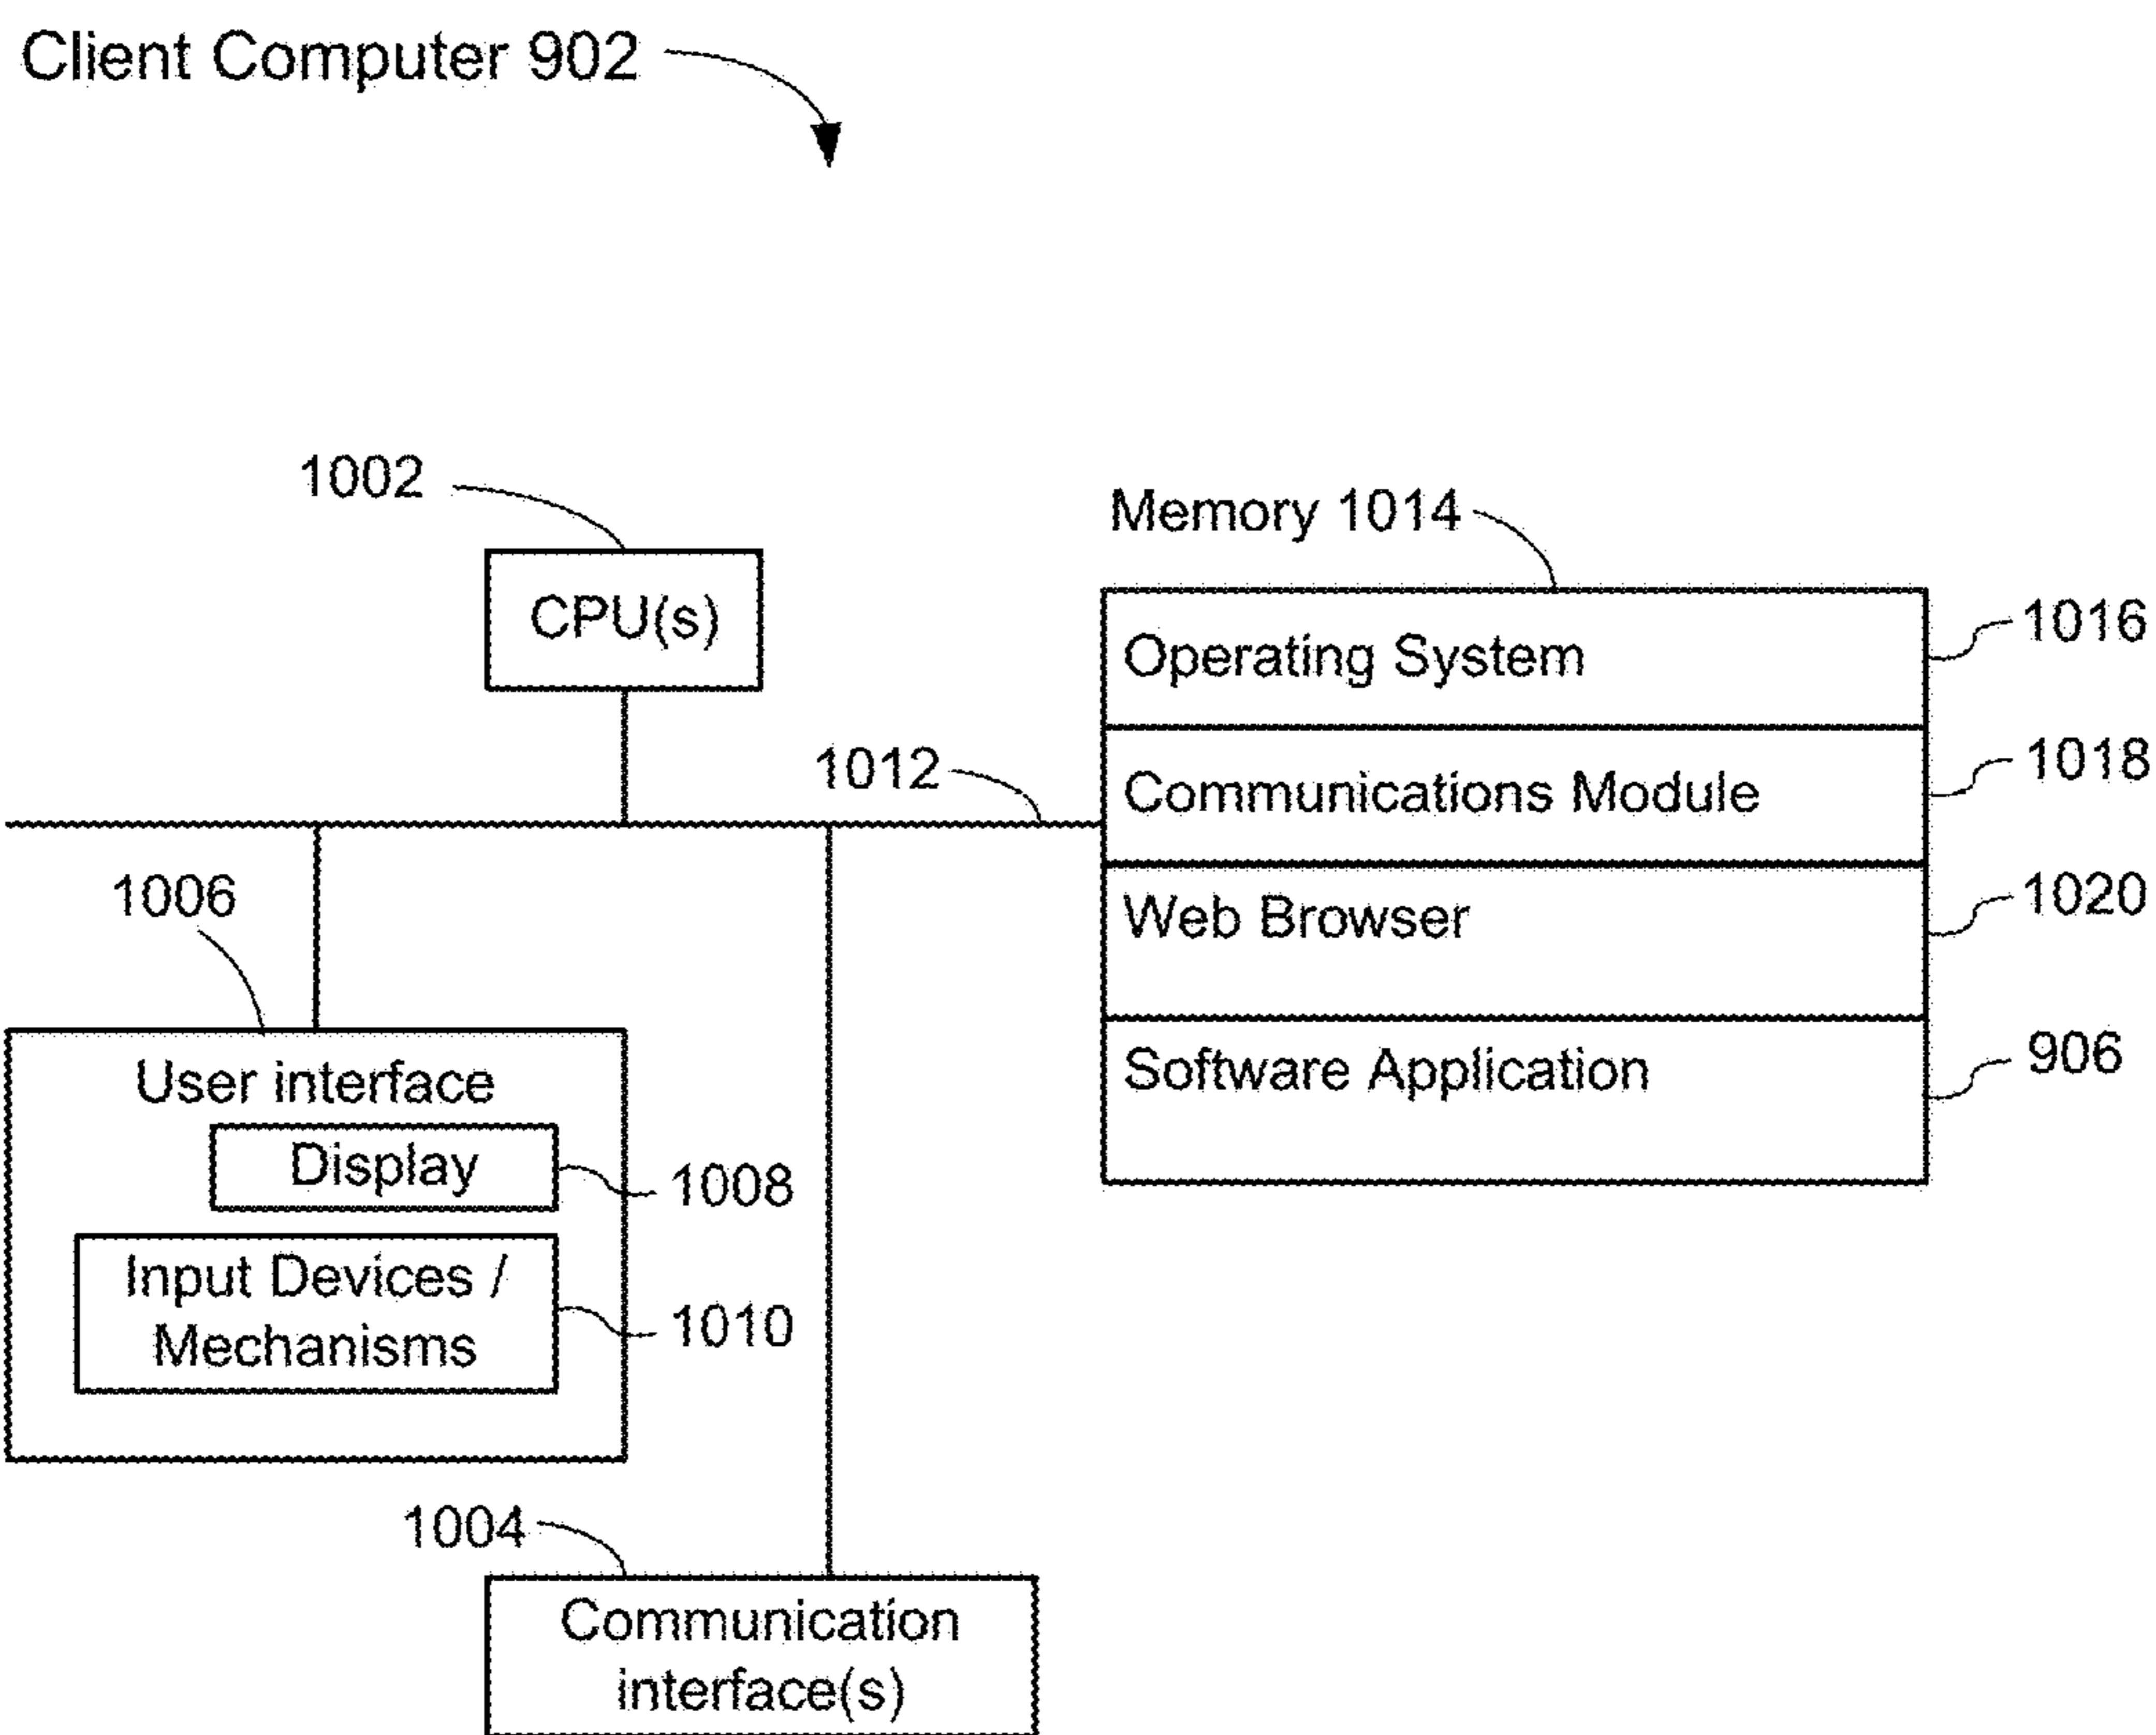 Client Computer 902
1002
CPU(s)
Memory 1014
Operating System
1016
1012
Communications Module
1018
Web Browser
1020
Software Application
906
1006
User interface
Display
1008
Input Devices /
Mechanisms
1010
1004
Communication
interface(s)